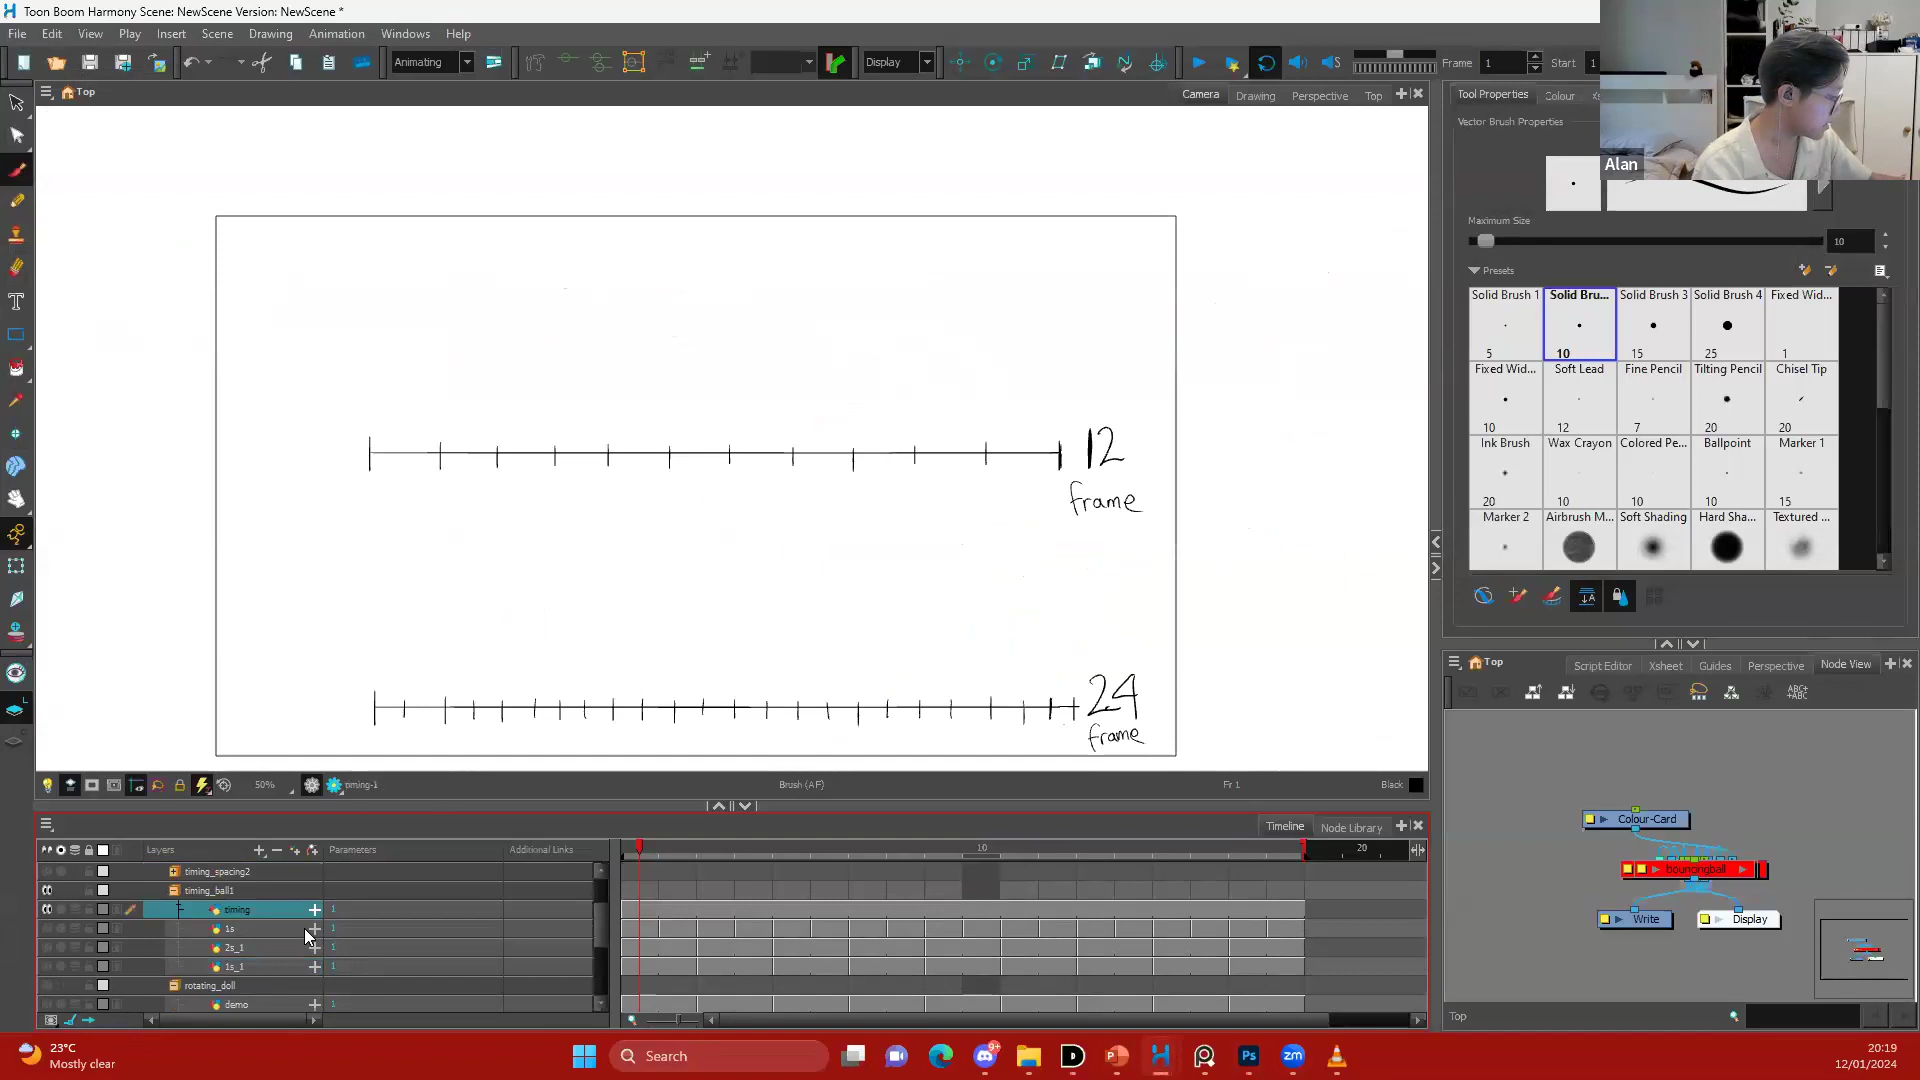 Toon Boom Harmony Scene: NewScene Version: NewScene *
File Edit View Play Insert Scene Drawing Animation Windows Help
Animating
Display
Frame 1 Start 1
Top
Camera Drawing Perspective Top
Tool Properties Colour
Vector Brush Properties
Alan
Maximum Size
10
Presets
Solid Brush 1 Solid Bru... Solid Brush 3 Solid Brush 4 Fixed Wid...
5 10 15 25 1
Fixed Wid... Soft Lead Fine Pencil Tilting Pencil Chisel Tip
10 12 7 20 20
Ink Brush Wax Crayon Colored Pe... Ballpoint Marker 1
20 10 10 10 15
Marker 2 Airbrush M... Soft Shading Hard Sha... Textured ...
12
frame
24
frame
50% timing-1 Brush (AF) Fr 1 Black
Top Script Editor Xsheet Guides Perspective Node View
Timeline Node Library
Layers Parameters Additional Links 10 20
timing_spacing2
timing_ball1
timing 1
1s 1
2s_1 1
1s_1 1
rotating_doll
demo 1
Colour-Card
bouncingball
Write Display
Top
23°C
Mostly clear
Search
9+
20:19
12/01/2024